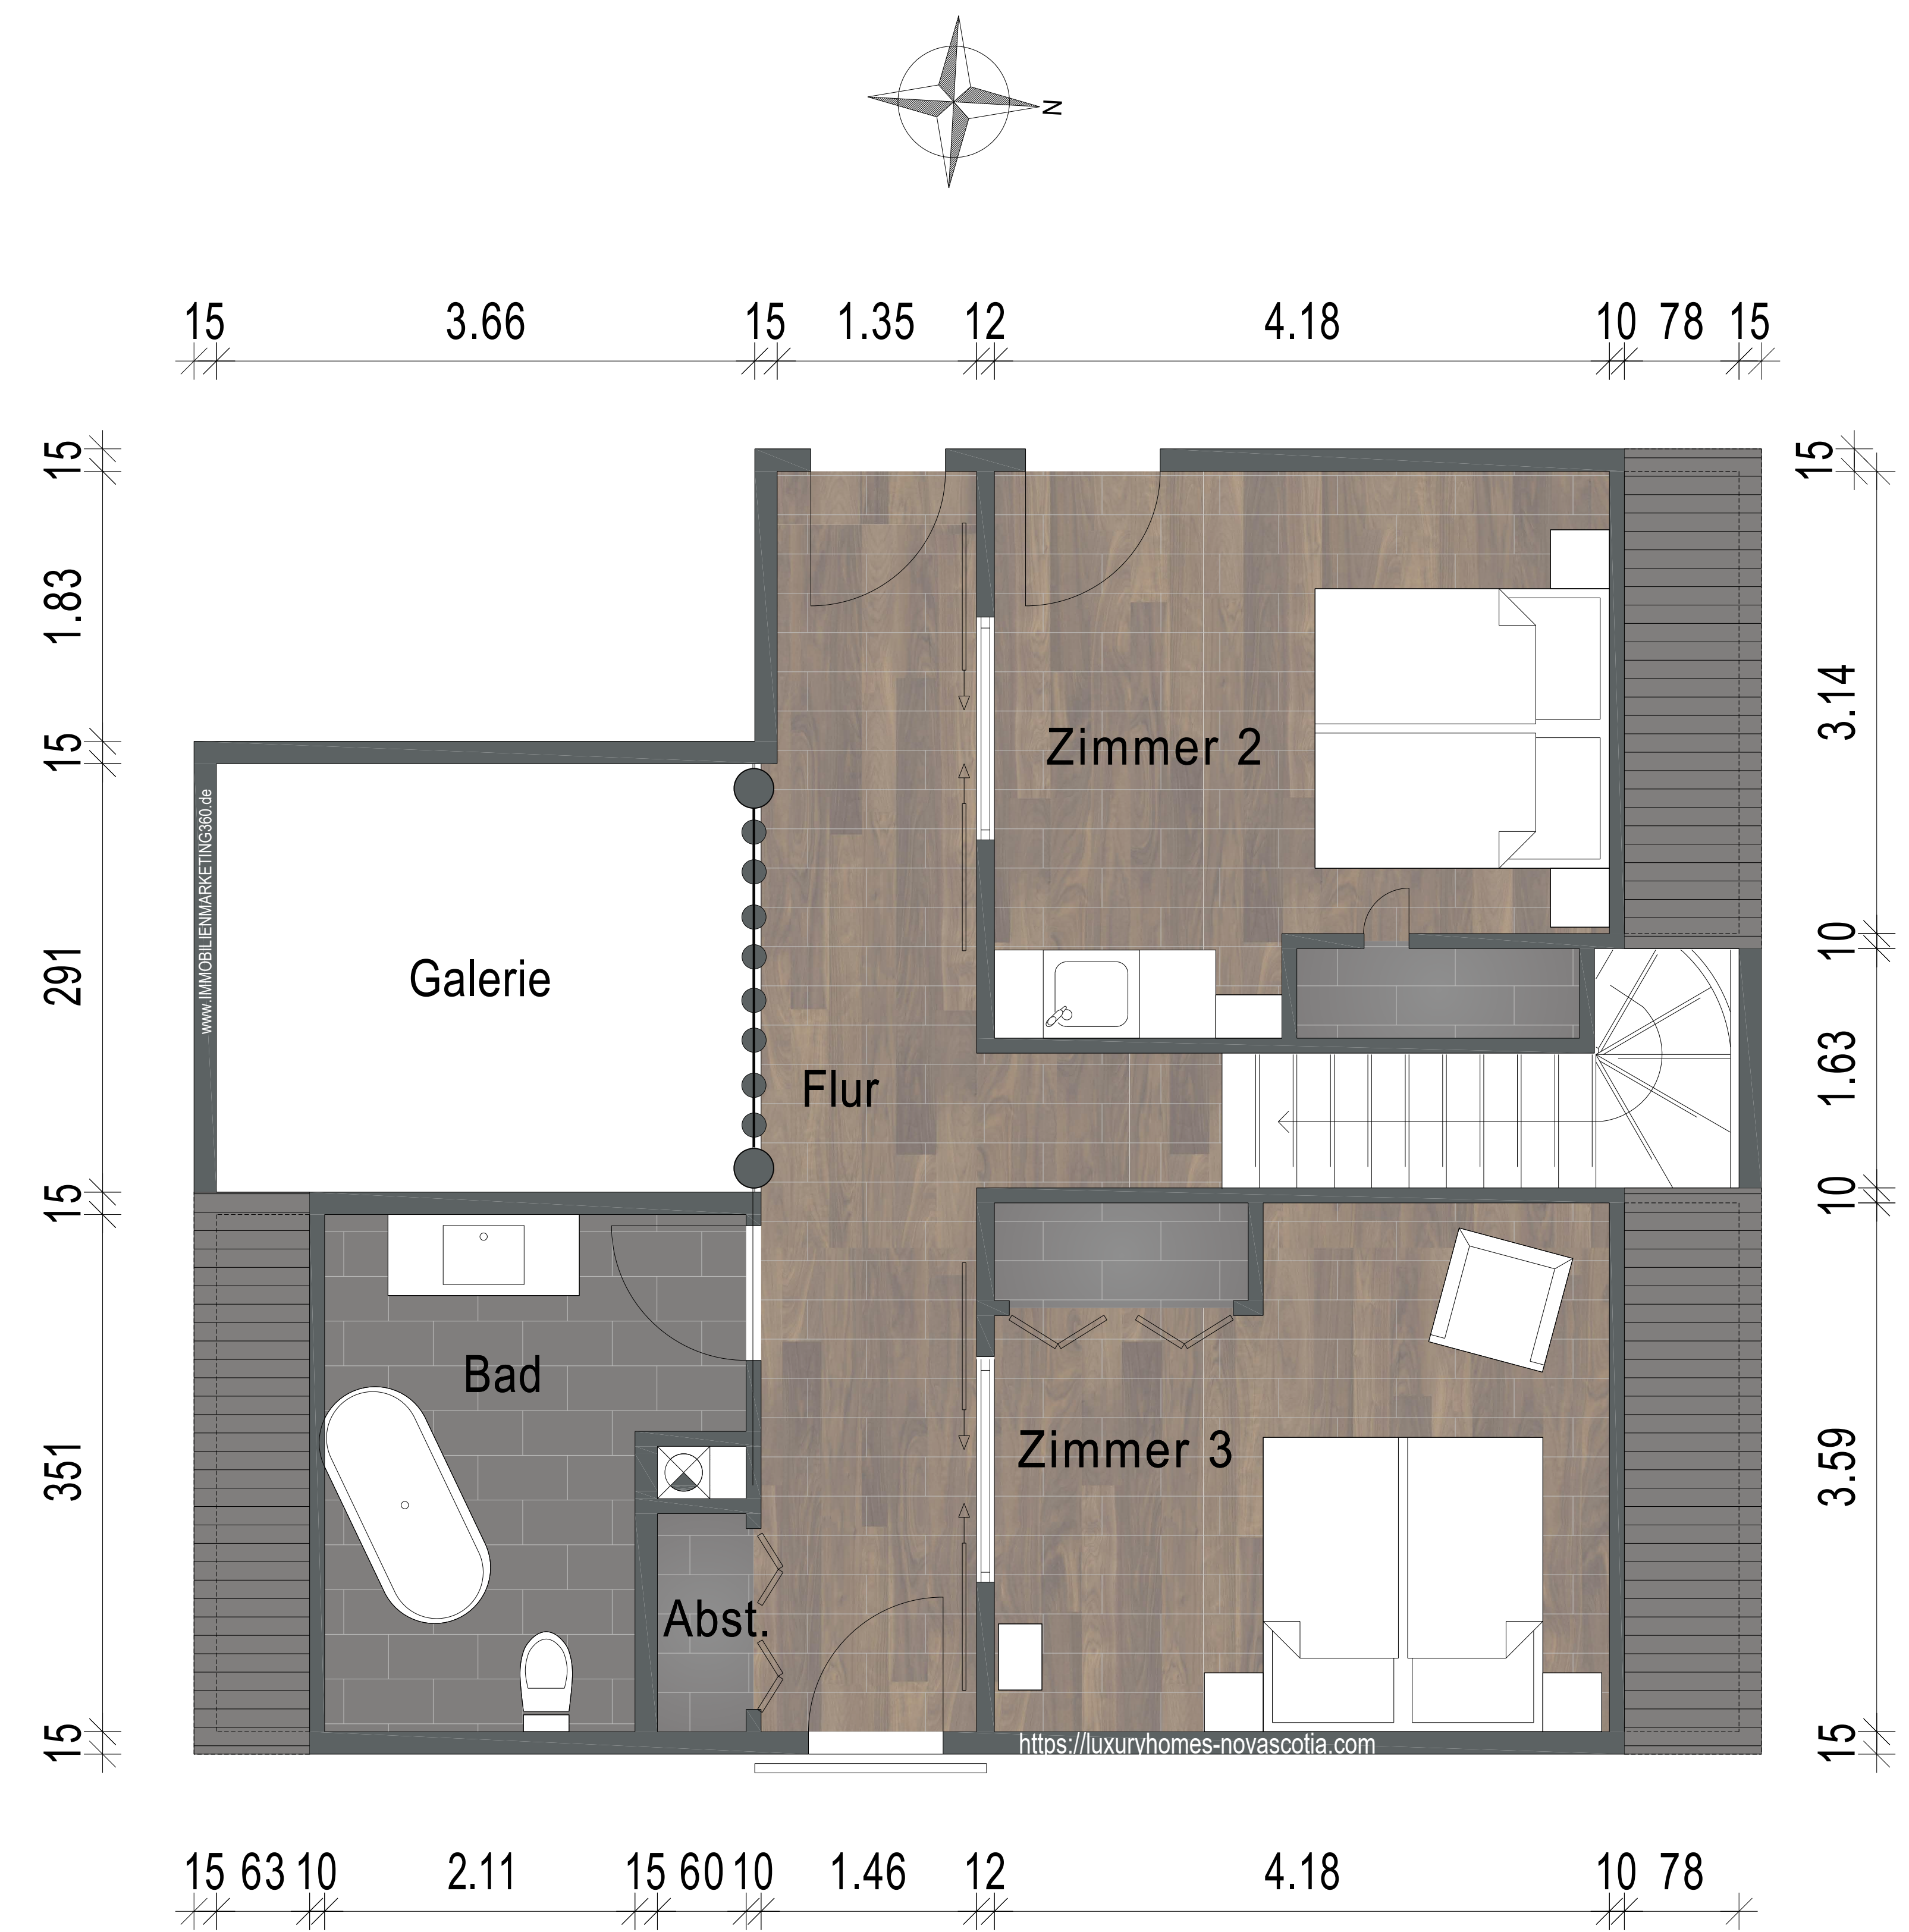 N
15 3.66 15 1.35 12 4.18 10 78 15
15
15
1.83
3.14
Zimmer 2
15
www.IMMOBILIENMARKETING360.de
10
291
Galerie
Flur
1.63
15
10
Bad
351
Zimmer 3
3.59
Abst.
15
https://luxuryhomes-novascotia.com
15
15 63 10 2.11 15 60 10 1.46 12 4.18 10 78